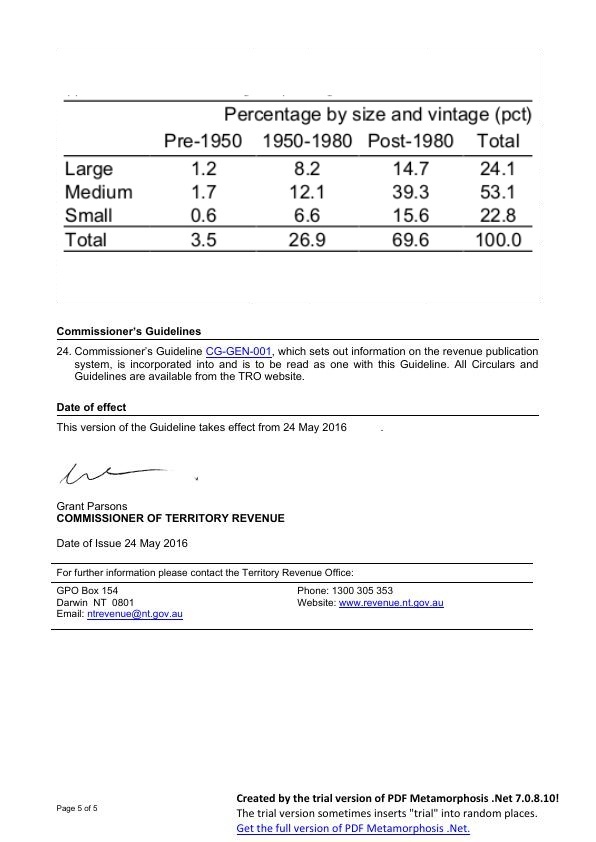 Percentage by size and vintage (pct)
Pre-1950 1950-1980 Post-1980 Total
Large 1.2 8.2 14.7 24.1
Medium 1.7 12.1 39.3 53.1
Small 0.6 6.6 15.6 22.8
Total 3.5 26.9 69.6 100.0
Commissioner's Guidelines
24. Commissioner's Guideline CG-GEN-001, which sets out information on the revenue publication
system, is incorporated into and is to be read as one with this Guideline. All Circulars and
Guidelines are available from the TRO website.
Date of effect
This version of the Guideline takes effect from 24 May 2016 .
Grant Parsons
COMMISSIONER OF TERRITORY REVENUE
Date of Issue 24 May 2016
For further information please contact the Territory Revenue Office:
GPO Box 154 Phone: 1300 305 353
Darwin NT 0801 Website: www.revenue.nt.gov.au
Email: ntrevenue@nt.gov.au
Page 5 of 5
Created by the trial version of PDF Metamorphosis .Net 7.0.8.10!
The trial version sometimes inserts "trial" into random places.
Get the full version of PDF Metamorphosis .Net.